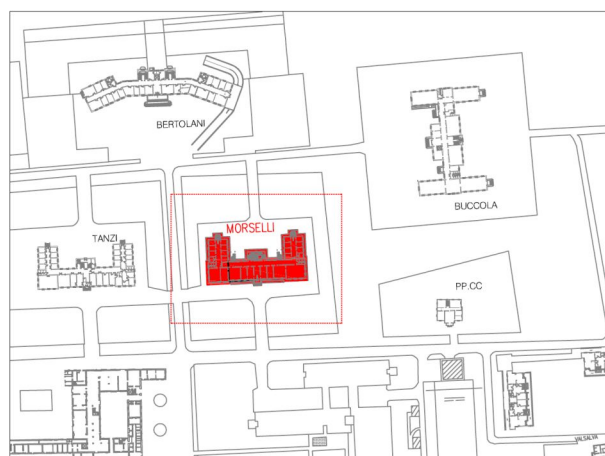 BERTOLANI
BUCCOLA
MORSELLI
TANZI
PP.CC
VALSALVA